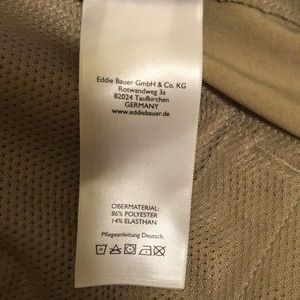 Eddie Bauer GmbH & Co. KG
Rotwandweg 3a
82024 Taufkirchen
GERMANY
www.eddiebauer.de
OBERMATERIAL:
86% POLYESTER
14% ELASTHAN
Pflegeanleitung Deutsch.